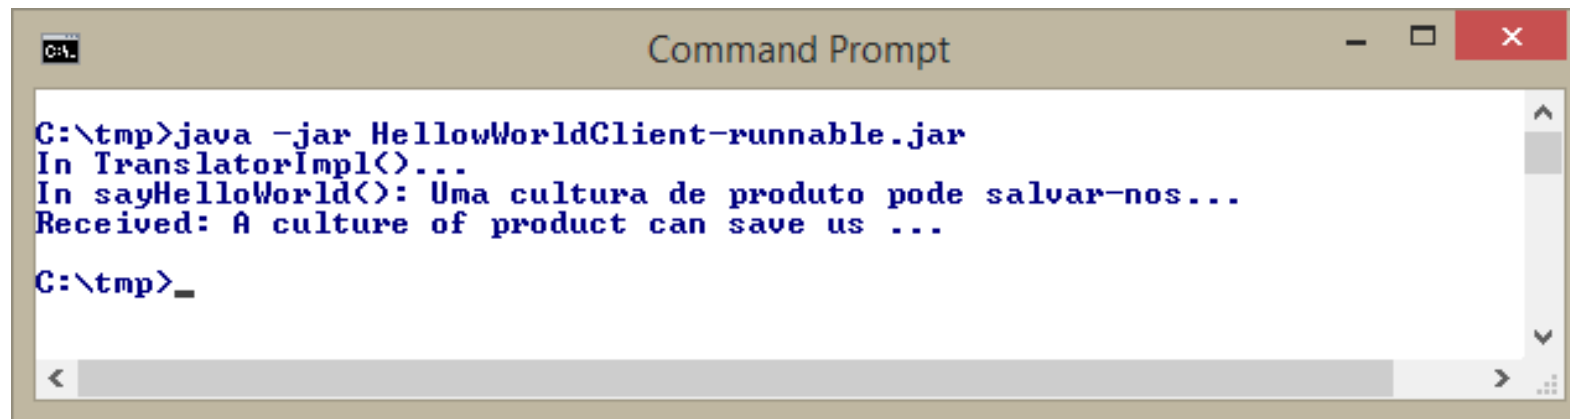 C:\.
Command Prompt
C:\tmp>java -jar HellowWorldClient-runnable.jar
In TranslatorImpl()...
In sayHelloWorld(): Uma cultura de produto pode salvar-nos...
Received: A culture of product can save us ...
C:\tmp>_